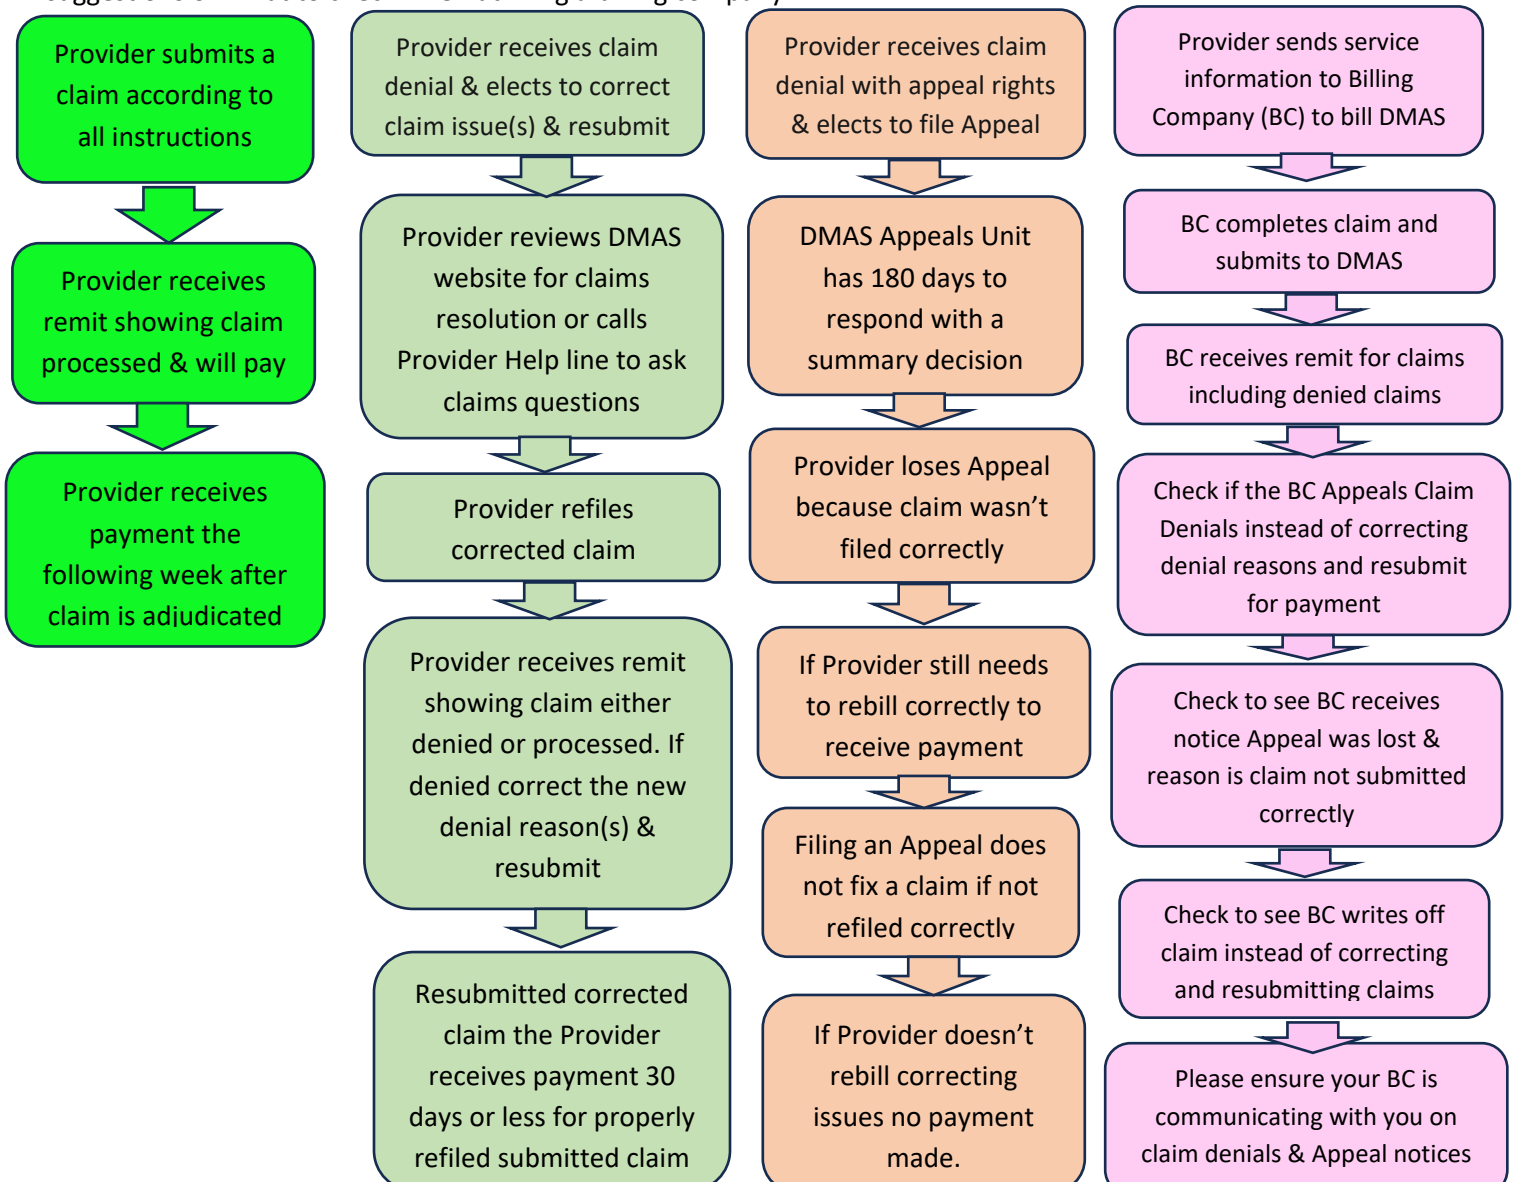 Provider submits a
claim according to
all instructions
Provider receives
remit showing claim
processed & will pay
Provider receives
payment the
following week after
claim is adjudicated
Provider receives claim
denial & elects to correct
claim issue(s) & resubmit
Provider reviews DMAS
website for claims
resolution or calls
Provider Help line to ask
claims questions
Provider refiles
corrected claim
Provider receives remit
showing claim either
denied or processed. If
denied correct the new
denial reason(s) &
resubmit
Resubmitted corrected
claim the Provider
receives payment 30
days or less for properly
refiled submitted claim
Provider receives claim
denial with appeal rights
& elects to file Appeal
DMAS Appeals Unit
has 180 days to
respond with a
summary decision
Provider loses Appeal
because claim wasn’t
filed correctly
If Provider still needs
to rebill correctly to
receive payment
Filing an Appeal does
not fix a claim if not
refiled correctly
If Provider doesn’t
rebill correcting
issues no payment
made.
Provider sends service
information to Billing
Company (BC) to bill DMAS
BC completes claim and
submits to DMAS
BC receives remit for claims
including denied claims
Check if the BC Appeals Claim
Denials instead of correcting
denial reasons and resubmit
for payment
Check to see BC receives
notice Appeal was lost &
reason is claim not submitted
correctly
Check to see BC writes off
claim instead of correcting
and resubmitting claims
Please ensure your BC is
communicating with you on
claim denials & Appeal notices